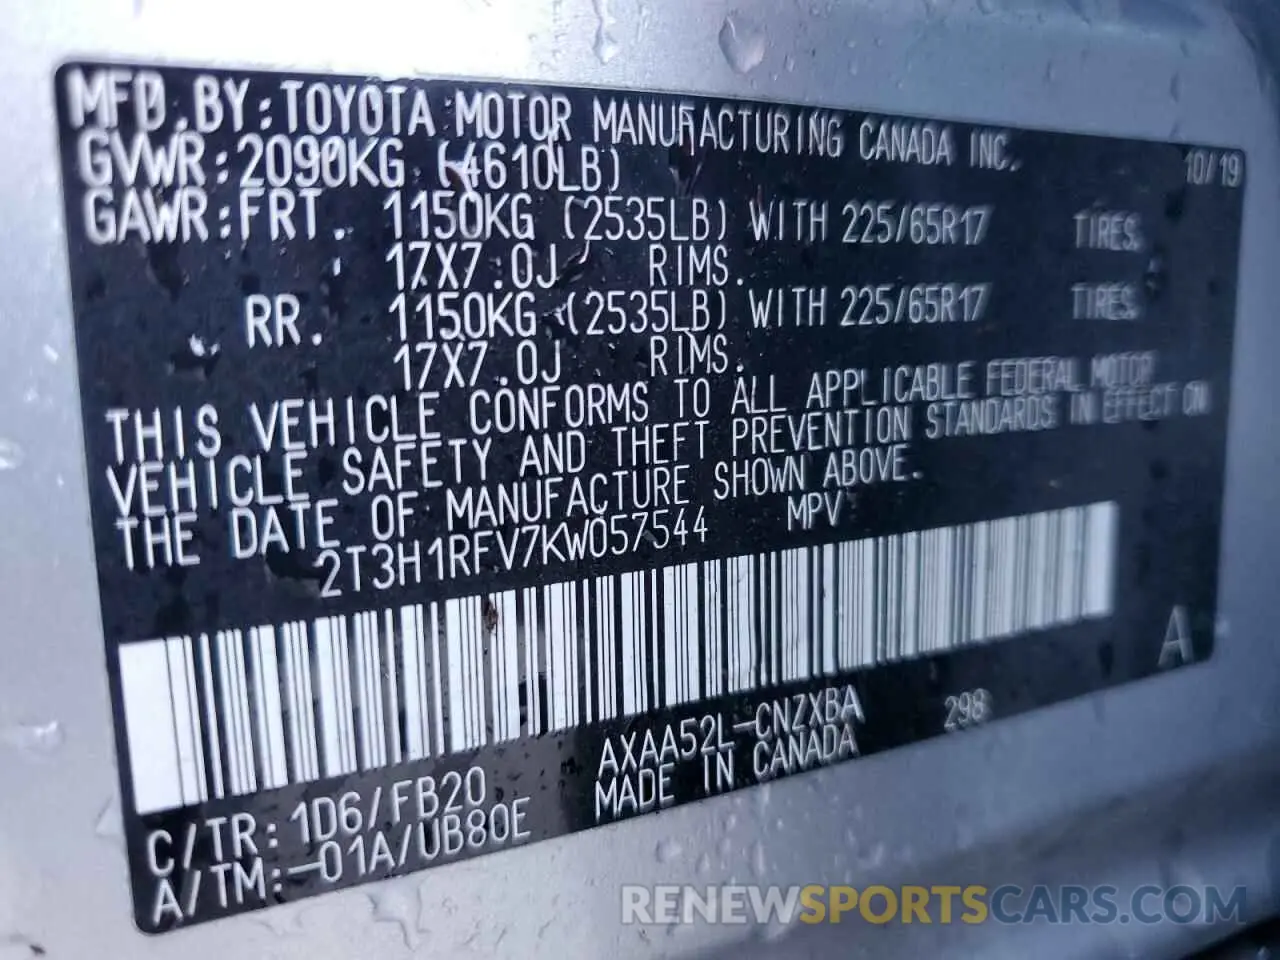 MFD.BY:TOYOTA MOTOR MANUFACTURING CANADA INC.
10/19
GVWR:2090KG (4610LB)
GAWR:FRT. 1150KG (2535LB) WITH 225/65R17 TIRES.
17X7.0J RIMS.
RR. 1150KG (2535LB) WITH 225/65R17 TIRES.
17X7.0J RIMS.
THIS VEHICLE CONFORMS TO ALL APPLICABLE FEDERAL MOTOR
VEHICLE SAFETY AND THEFT PREVENTION STANDARDS IN EFFECT ON
THE DATE OF MANUFACTURE SHOWN ABOVE.
2T3H1RFV7KW057544 MPV
A
AXAA52L-CNZXBA 298
C/TR:1D6/FB20 MADE IN CANADA
A/TM:-01A/UB80E
RENEWSPORTSCARS.COM